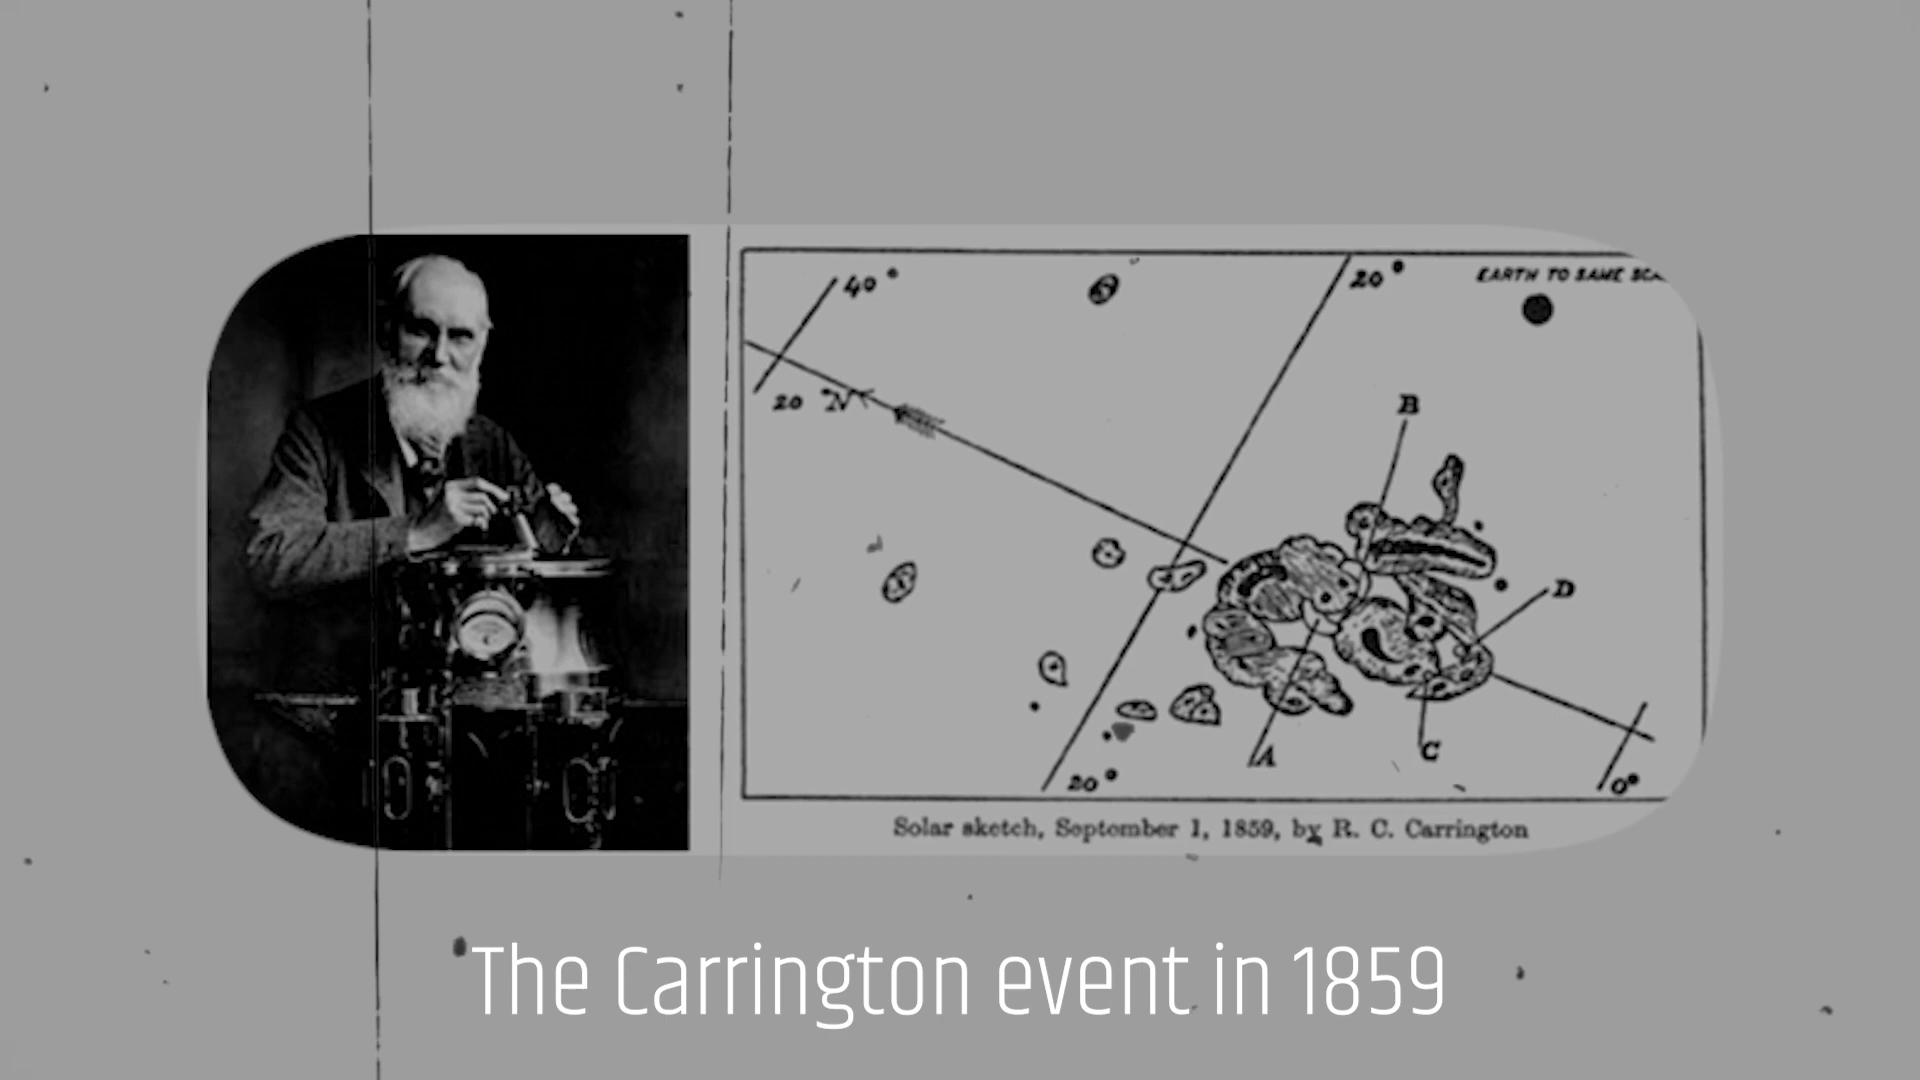 40°
20°
EARTH TO SAME
20 N
B
D
A
C
20°
0°
Solar sketch, September 1, 1859, by R. C. Carrington
The Carrington event in 1859